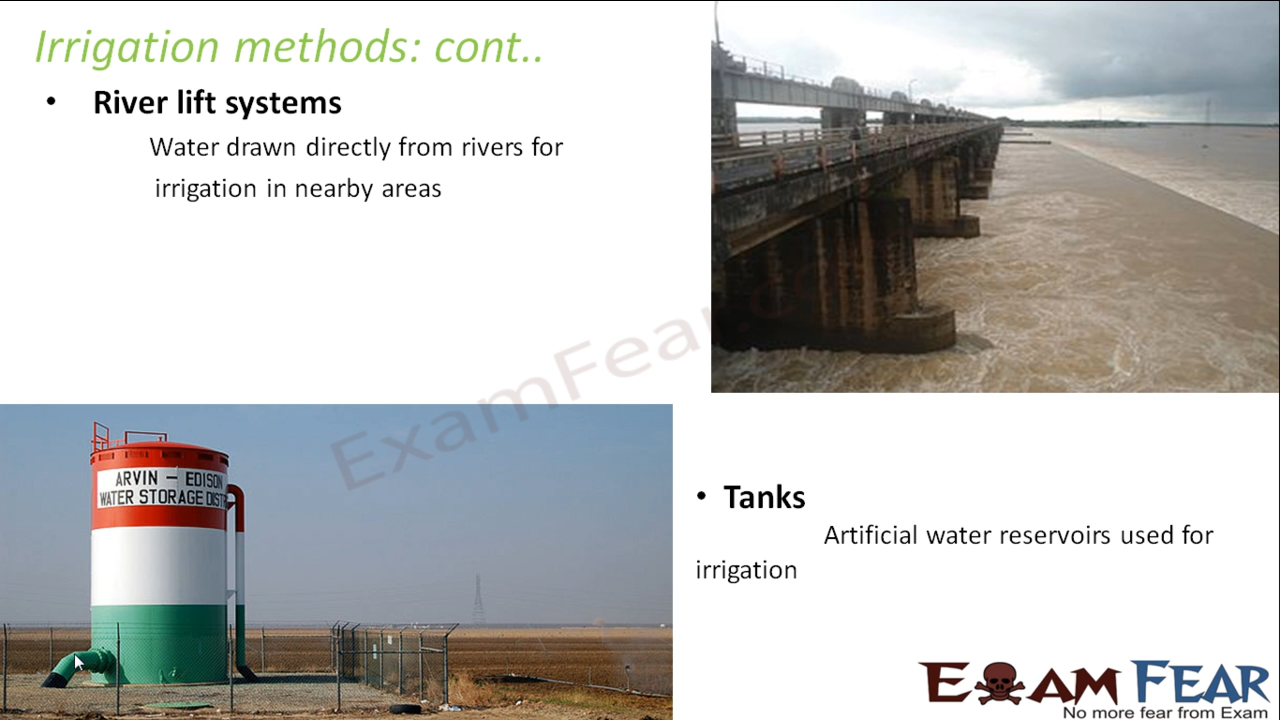 Irrigation methods: cont..
• River lift systems
Water drawn directly from rivers for
irrigation in nearby areas
ExamFear.co
ARVIN – EDISON
WATER STORAGE DIST
• Tanks
Artificial water reservoirs used for
irrigation
EXAM FEAR
No more fear from Exam